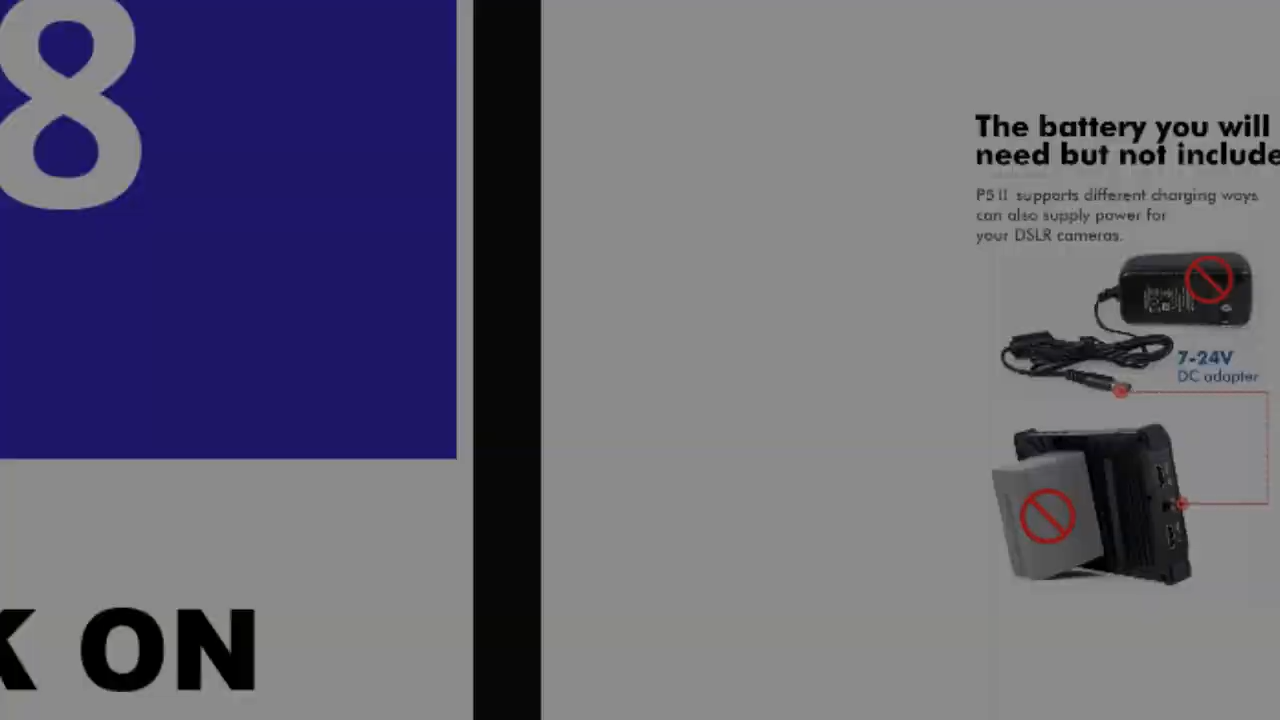 8
K ON
The battery you will
need but not include
P5 II supports different charging ways
can also supply power for
your DSLR cameras.
7-24V
DC adapter